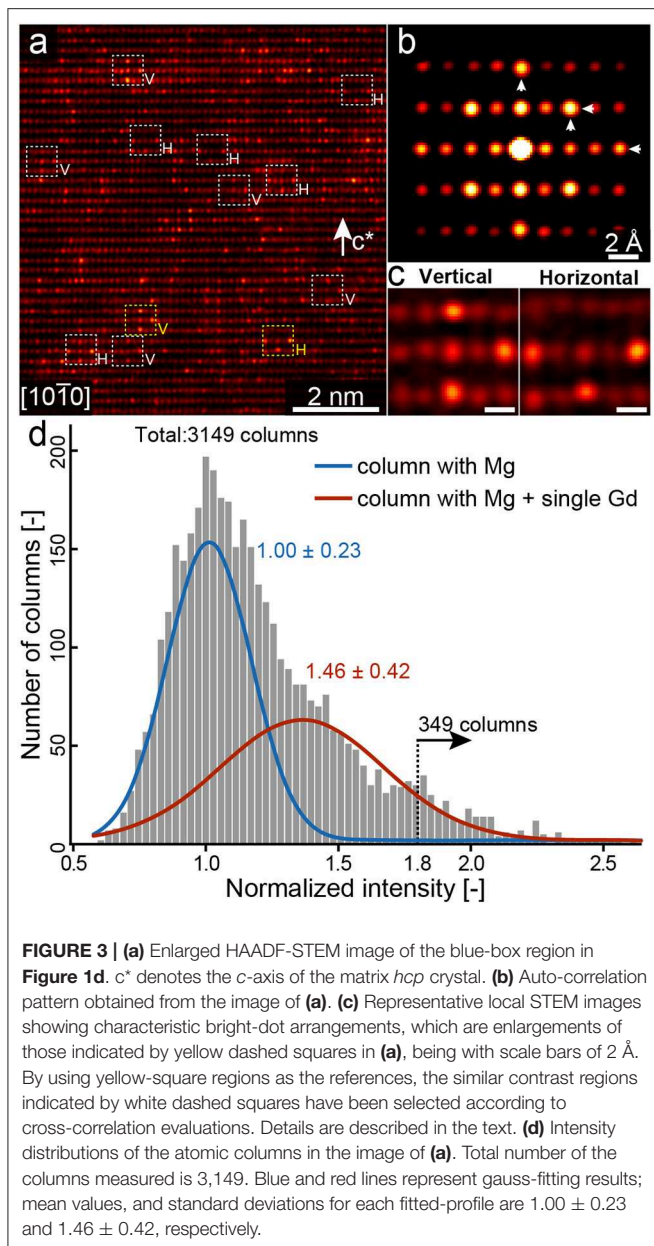 a
V
H
H
H
V
V
H
c*
V
V
H
H
V
[101̅0]
2 nm
b
2 Å
c Vertical Horizontal
d
Total:3149 columns
column with Mg
column with Mg + single Gd
1.00 ± 0.23
1.46 ± 0.42
349 columns
Number of columns [-]
200
150
100
50
0
0.5 1.0 1.5 1.8 2.0 2.5
Normalized intensity [-]
FIGURE 3 | (a) Enlarged HAADF-STEM image of the blue-box region in
Figure 1d. c* denotes the c-axis of the matrix hcp crystal. (b) Auto-correlation
pattern obtained from the image of (a). (c) Representative local STEM images
showing characteristic bright-dot arrangements, which are enlargements of
those indicated by yellow dashed squares in (a), being with scale bars of 2 Å.
By using yellow-square regions as the references, the similar contrast regions
indicated by white dashed squares have been selected according to
cross-correlation evaluations. Details are described in the text. (d) Intensity
distributions of the atomic columns in the image of (a). Total number of the
columns measured is 3,149. Blue and red lines represent gauss-fitting results;
mean values, and standard deviations for each fitted-profile are 1.00 ± 0.23
and 1.46 ± 0.42, respectively.